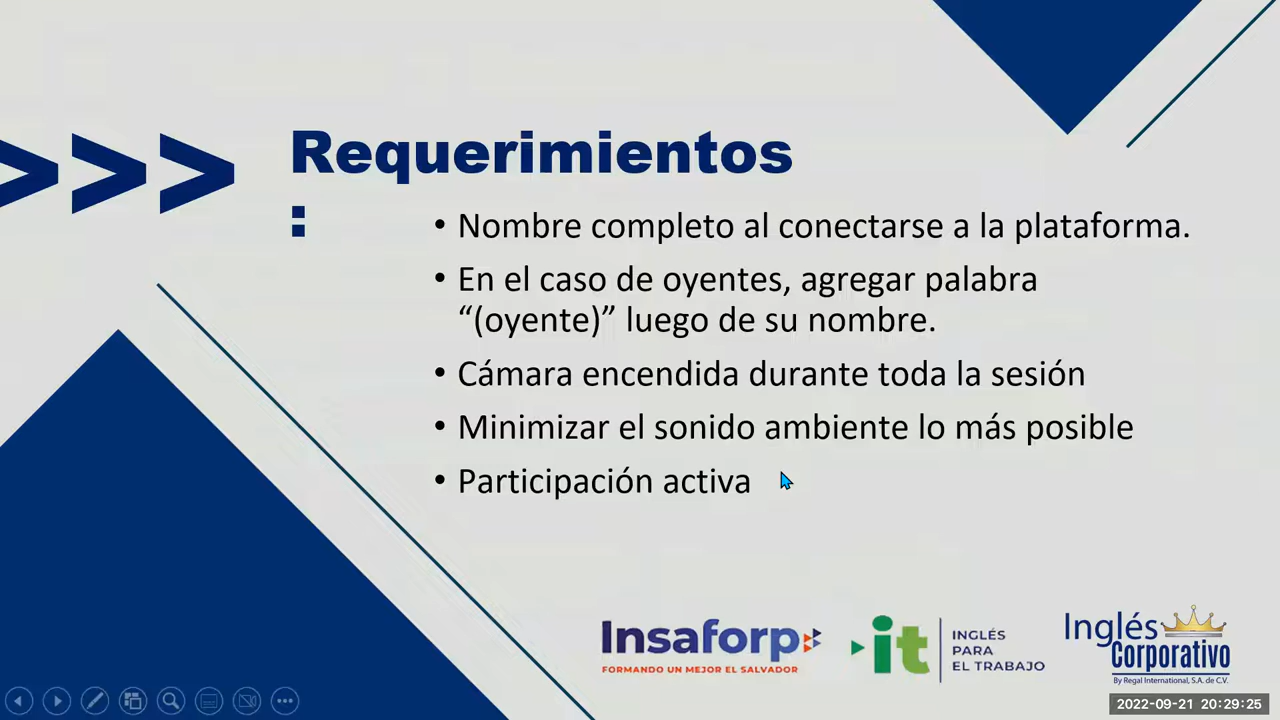 >>>
Requerimientos
:
• Nombre completo al conectarse a la plataforma.
• En el caso de oyentes, agregar palabra
“(oyente)” luego de su nombre.
• Cámara encendida durante toda la sesión
• Minimizar el sonido ambiente lo más posible
• Participación activa
Insaforp
FORMANDO UN MEJOR EL SALVADOR
it
INGLÉS
PARA
EL TRABAJO
Inglés
Corporativo
By Regal International, S.A. de C.V.
2022-09-21 20:29:25